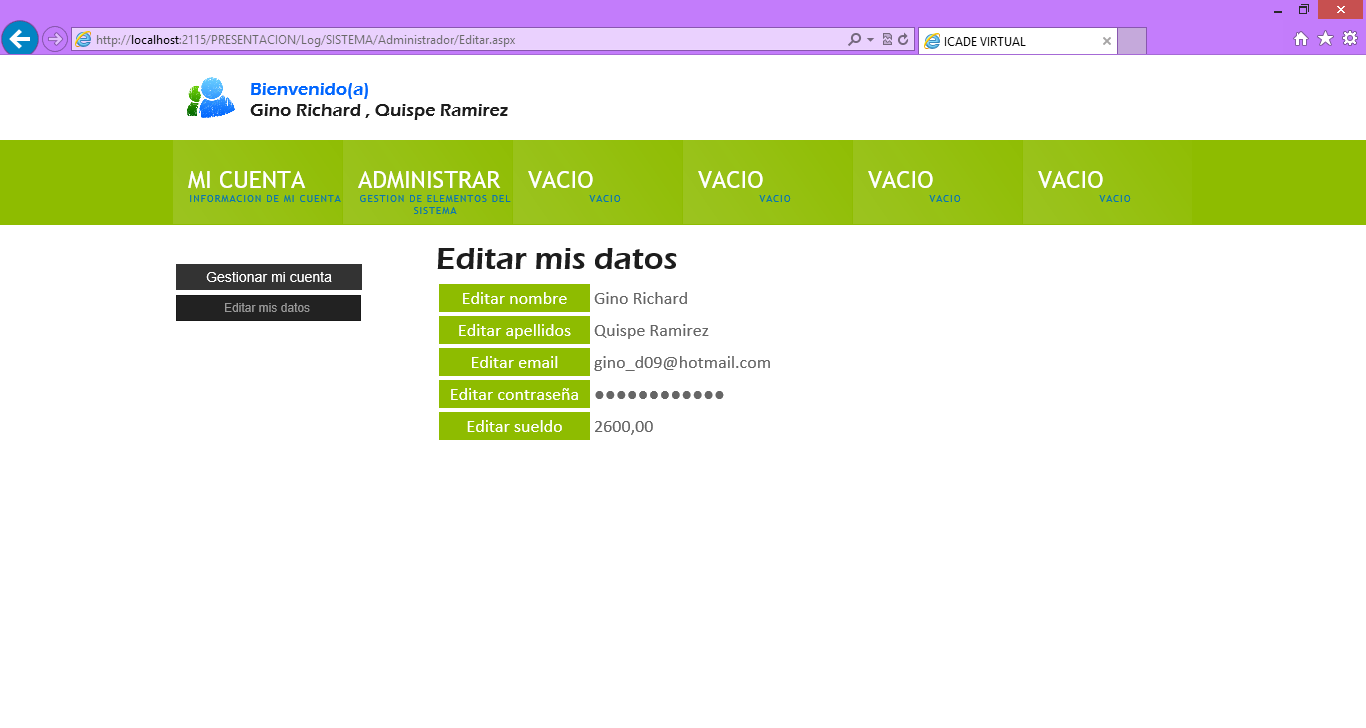 http://localhost:2115/PRESENTACION/Log/SISTEMA/Administrador/Editar.aspx
ICADE VIRTUAL
Bienvenido(a)
Gino Richard , Quispe Ramirez
MI CUENTA
INFORMACION DE MI CUENTA
ADMINISTRAR
GESTION DE ELEMENTOS DEL
SISTEMA
VACIO
VACIO
VACIO
VACIO
VACIO
VACIO
VACIO
VACIO
Gestionar mi cuenta
Editar mis datos
Editar mis datos
Editar nombre Gino Richard
Editar apellidos Quispe Ramirez
Editar email gino_d09@hotmail.com
Editar contraseña ●●●●●●●●●●●●
Editar sueldo 2600,00